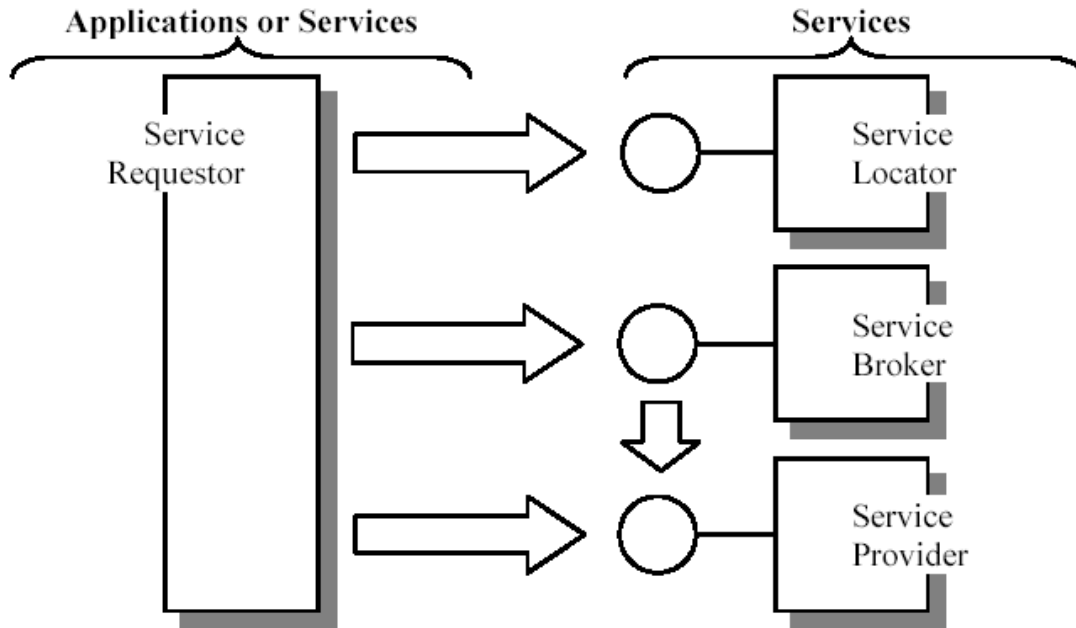 Applications or Services
Services
Service
Requestor
Service
Locator
Service
Broker
Service
Provider